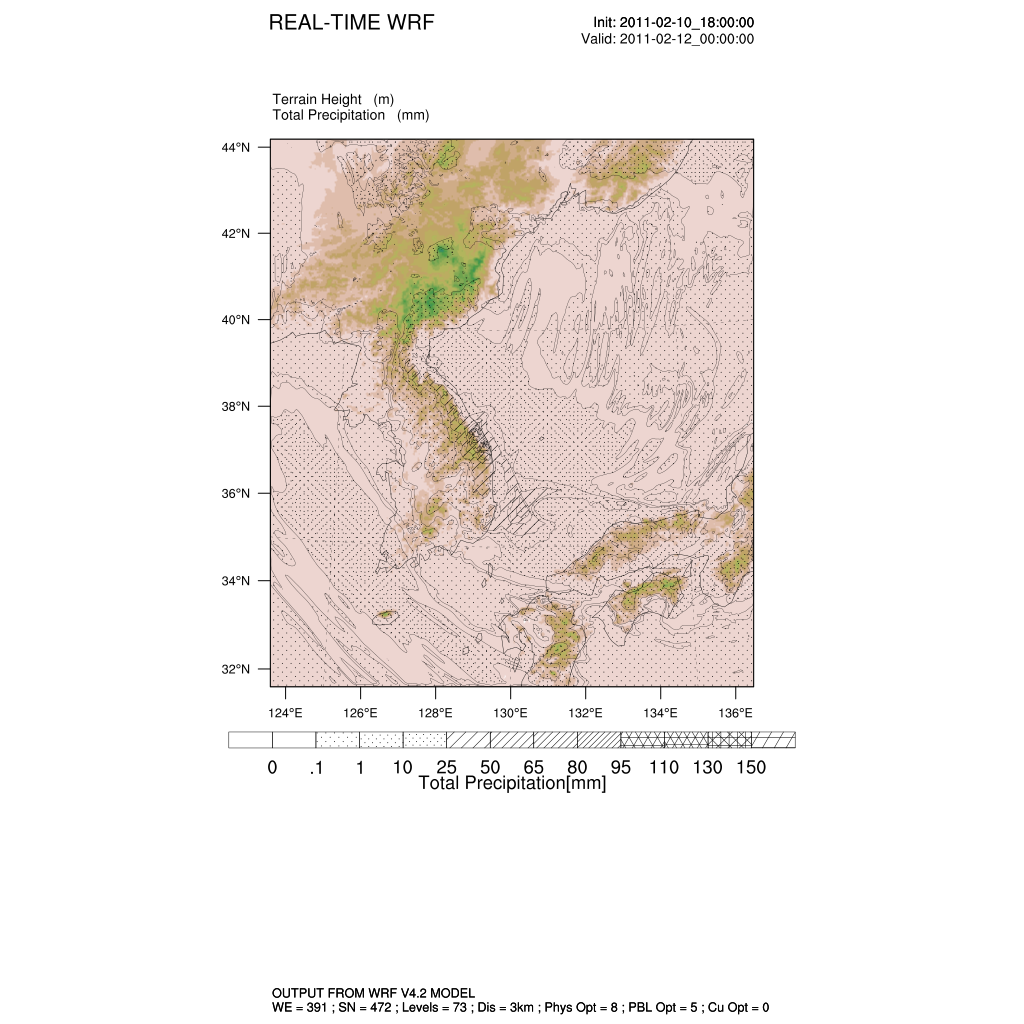 REAL-TIME WRF
Init: 2011-02-10_18:00:00
Valid: 2011-02-12_00:00:00
Terrain Height (m)
Total Precipitation (mm)
44°N
42°N
40°N
38°N
36°N
34°N
32°N
124°E 126°E 128°E 130°E 132°E 134°E 136°E
0 .1 1 10 25 50 65 80 95 110 130 150
Total Precipitation[mm]
OUTPUT FROM WRF V4.2 MODEL
WE = 391 ; SN = 472 ; Levels = 73 ; Dis = 3km ; Phys Opt = 8 ; PBL Opt = 5 ; Cu Opt = 0